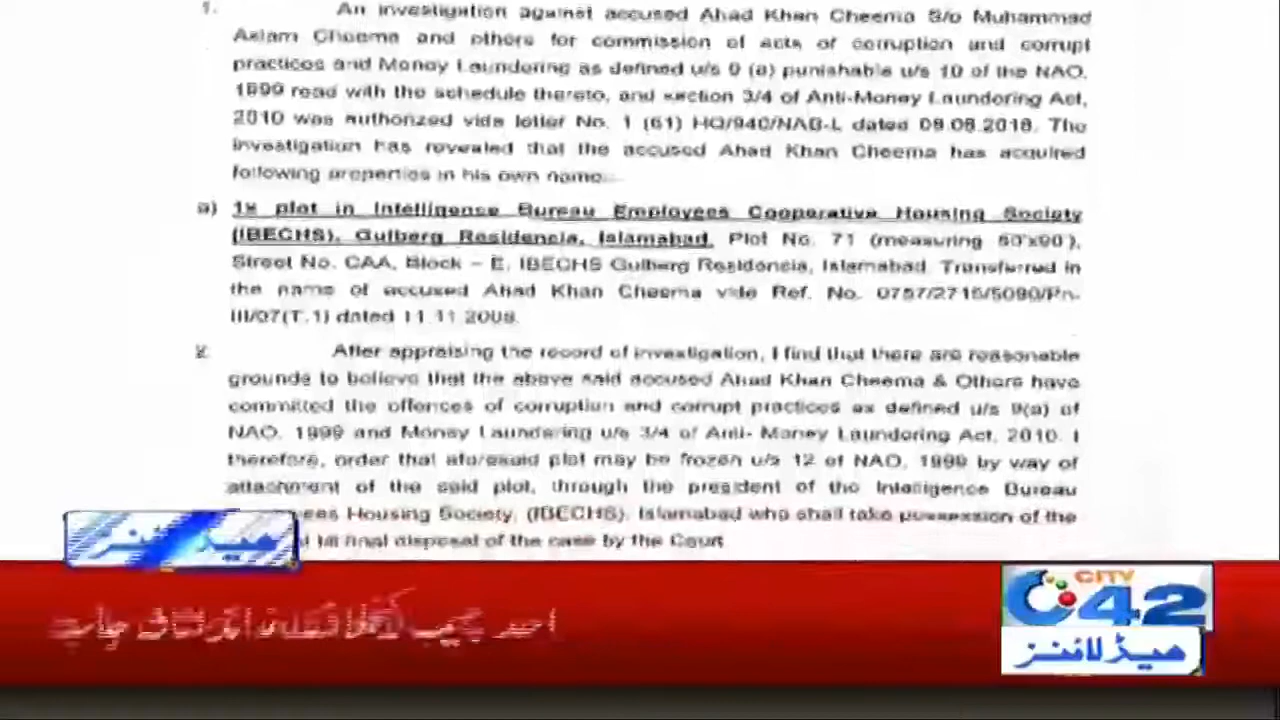 1. An investigation against accused Ahad Khan Cheema S/o Muhammad
Aslam Cheema and others for commission of acts of corruption and corrupt
practices and Money Laundering as defined u/s 9 (a) punishable u/s 10 of the NAO,
1999 read with the schedule thereto, and section 3/4 of Anti-Money Laundering Act,
2010 was authorized vide letter No. 1 (61) HQ/940/NAB-L dated 08.08.2018. The
investigation has revealed that the accused Ahad Khan Cheema has acquired
following properties in his own name:-
a) 1x plot in Intelligence Bureau Employees Cooperative Housing Society
(IBECHS), Gulberg Residencia, Islamabad. Plot No. 71 (measuring
Street No. CAA, Block – E, IBECHS Gulberg Residencia, Islamabad. Transferred in
the name of accused Ahad Khan Cheema vide Ref. No.
III/07(T.1) dated 11.11.2008.
2. After appraising the record of investigation, I find that there are reasonable
grounds to believe that the above said accused Ahad Khan Cheema & Others have
committed the offences of corruption and corrupt practices as defined u/s 9(a) of
NAO, 1999 and Money Laundering u/s 3/4 of Anti- Money Laundering Act, 2010. I
therefore, order that aforesaid plot may be frozen u/s 12 of NAO, 1999 by way of
attachment of the said plot, through the president of the Intelligence Bureau
ees Housing Society, (IBECHS), Islamabad who shall take possession of the
till final disposal of the case by the Court
ہیڈ لائنز
CITY
42
ہیڈ لائنز
احد چیمہ